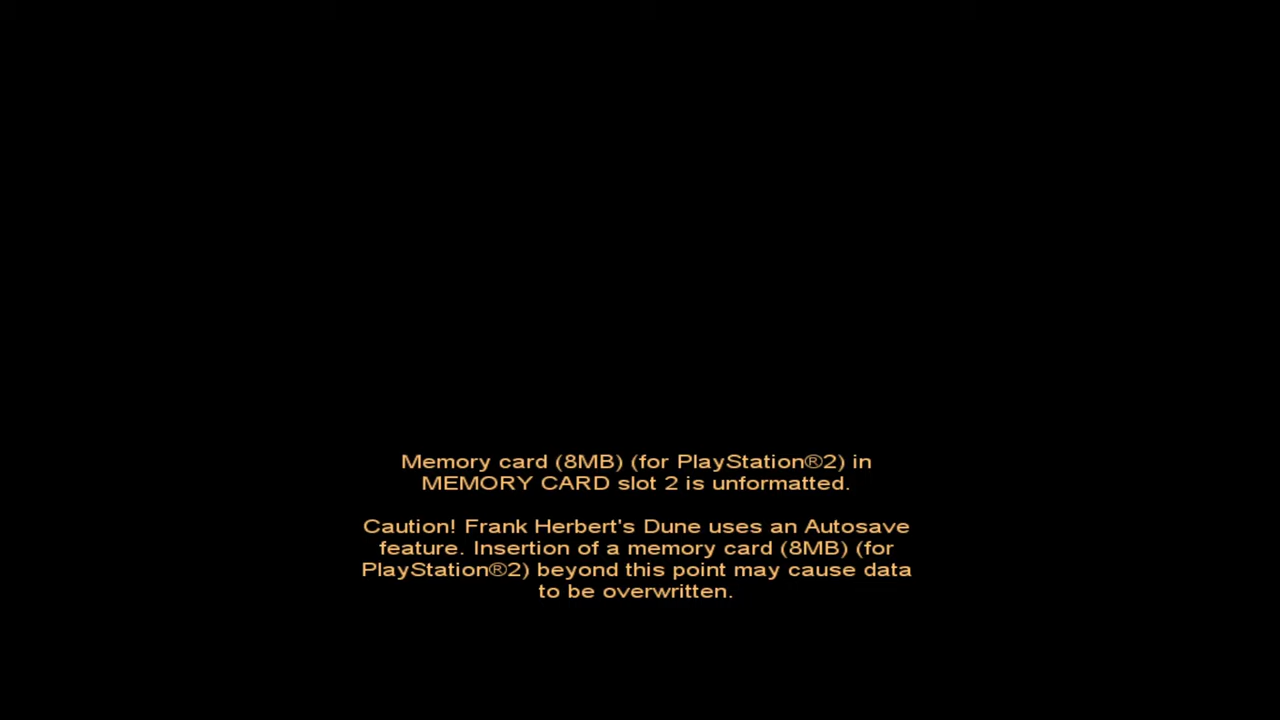 Memory card (8MB) (for PlayStation®2) in
MEMORY CARD slot 2 is unformatted.
Caution! Frank Herbert's Dune uses an Autosave
feature. Insertion of a memory card (8MB) (for
PlayStation®2) beyond this point may cause data
to be overwritten.